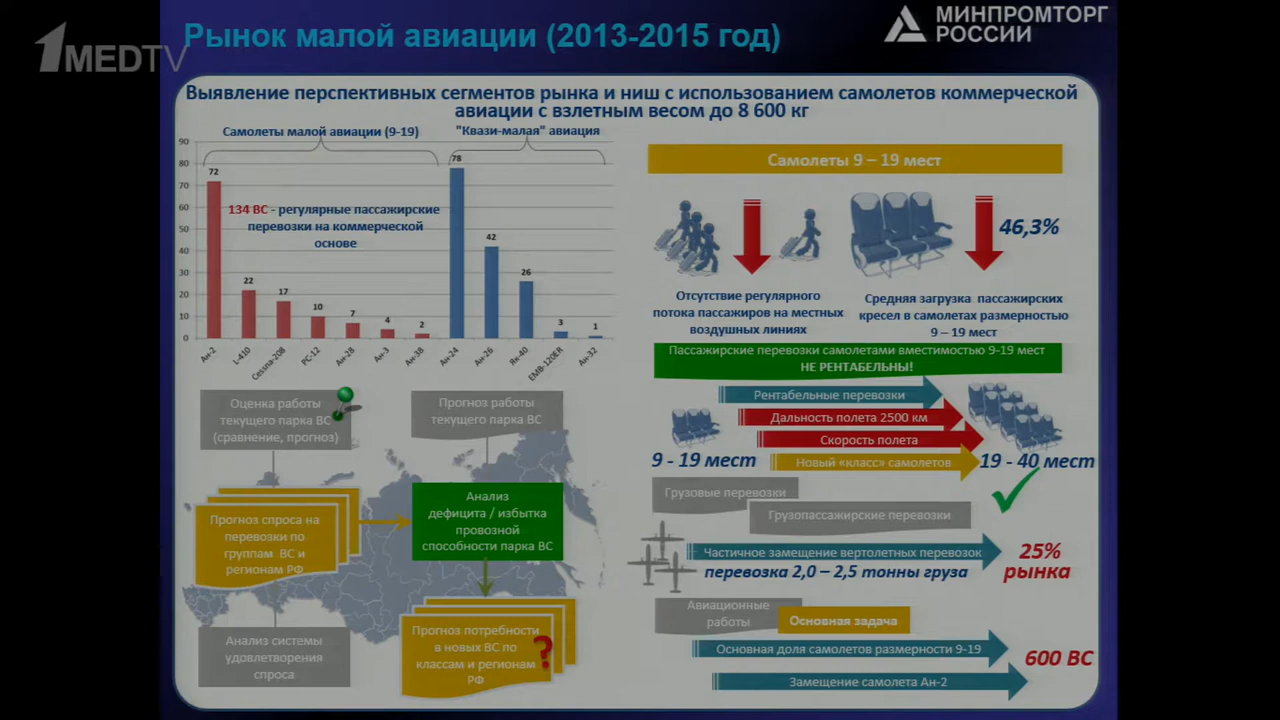 1MEDTV
Рынок малой авиации (2013-2015 год)
МИНПРОМТОРГ
РОССИИ
Выявление перспективных сегментов рынка и ниш с использованием самолетов коммерческой
авиации с взлетным весом до 8 600 кг
Самолеты малой авиации (9-19)
"Квази-малая" авиация
90
80
70
60
50
40
30
20
10
0
72
22
17
10
7
4
2
78
42
26
3
1
134 ВС - регулярные пассажирские
перевозки на коммерческой
основе
Ан-2
L-410
Cessna-208
PC-12
Ан-28
Ан-3
Ан-38
Ан-24
Ан-26
Як-40
EMB-120ER
Ан-32
Оценка работы
текущего парка ВС
(сравнение, прогноз)
Прогноз работы
текущего парка ВС
Прогноз спроса на
перевозки по
группам ВС и
регионам РФ
Анализ
дефицита / избытка
провозной
способности парка ВС
Анализ системы
удовлетворения
спроса
Прогноз потребности
в новых ВС по
классам и регионам
РФ
?
Самолеты 9 – 19 мест
46,3%
Отсутствие регулярного
потока пассажиров на местных
воздушных линиях
Средняя загрузка пассажирских
кресел в самолетах размерностью
9 – 19 мест
Пассажирские перевозки самолетами вместимостью 9-19 мест
НЕ РЕНТАБЕЛЬНЫ!
Рентабельные перевозки
Дальность полета 2500 км
Скорость полета
Новый «класс» самолетов
9 - 19 мест
19 - 40 мест
Грузовые перевозки
Грузопассажирские перевозки
Частичное замещение вертолетных перевозок
перевозка 2,0 – 2,5 тонны груза
25%
рынка
Авиационные
работы
Основная задача
Основная доля самолетов размерности 9-19
600 ВС
Замещение самолета Ан-2